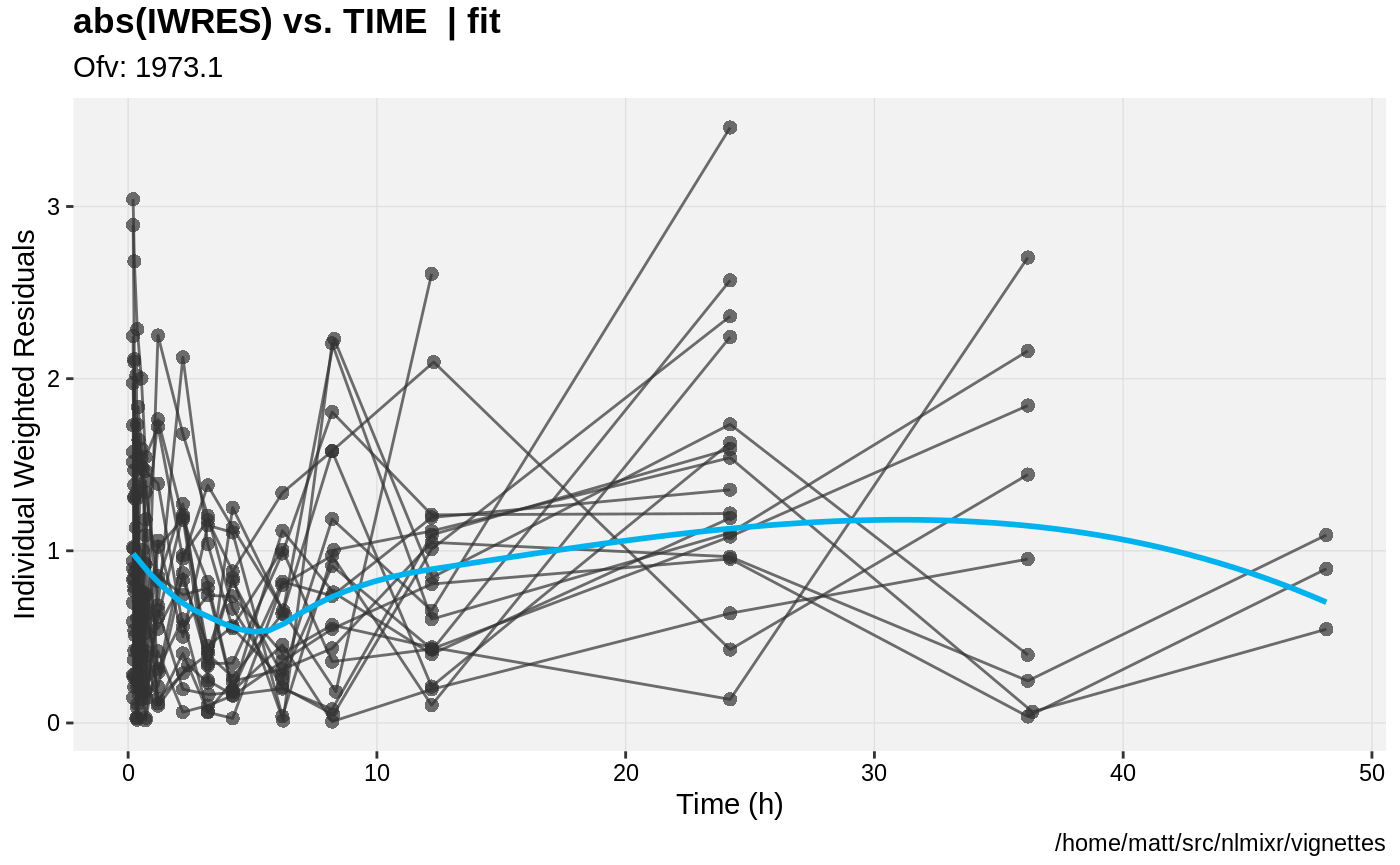 abs(IWRES) vs. TIME | fit
Ofv: 1973.1
Individual Weighted Residuals
3
2
1
0
0 10 20 30 40 50
Time (h)
/home/matt/src/nlmixr/vignettes